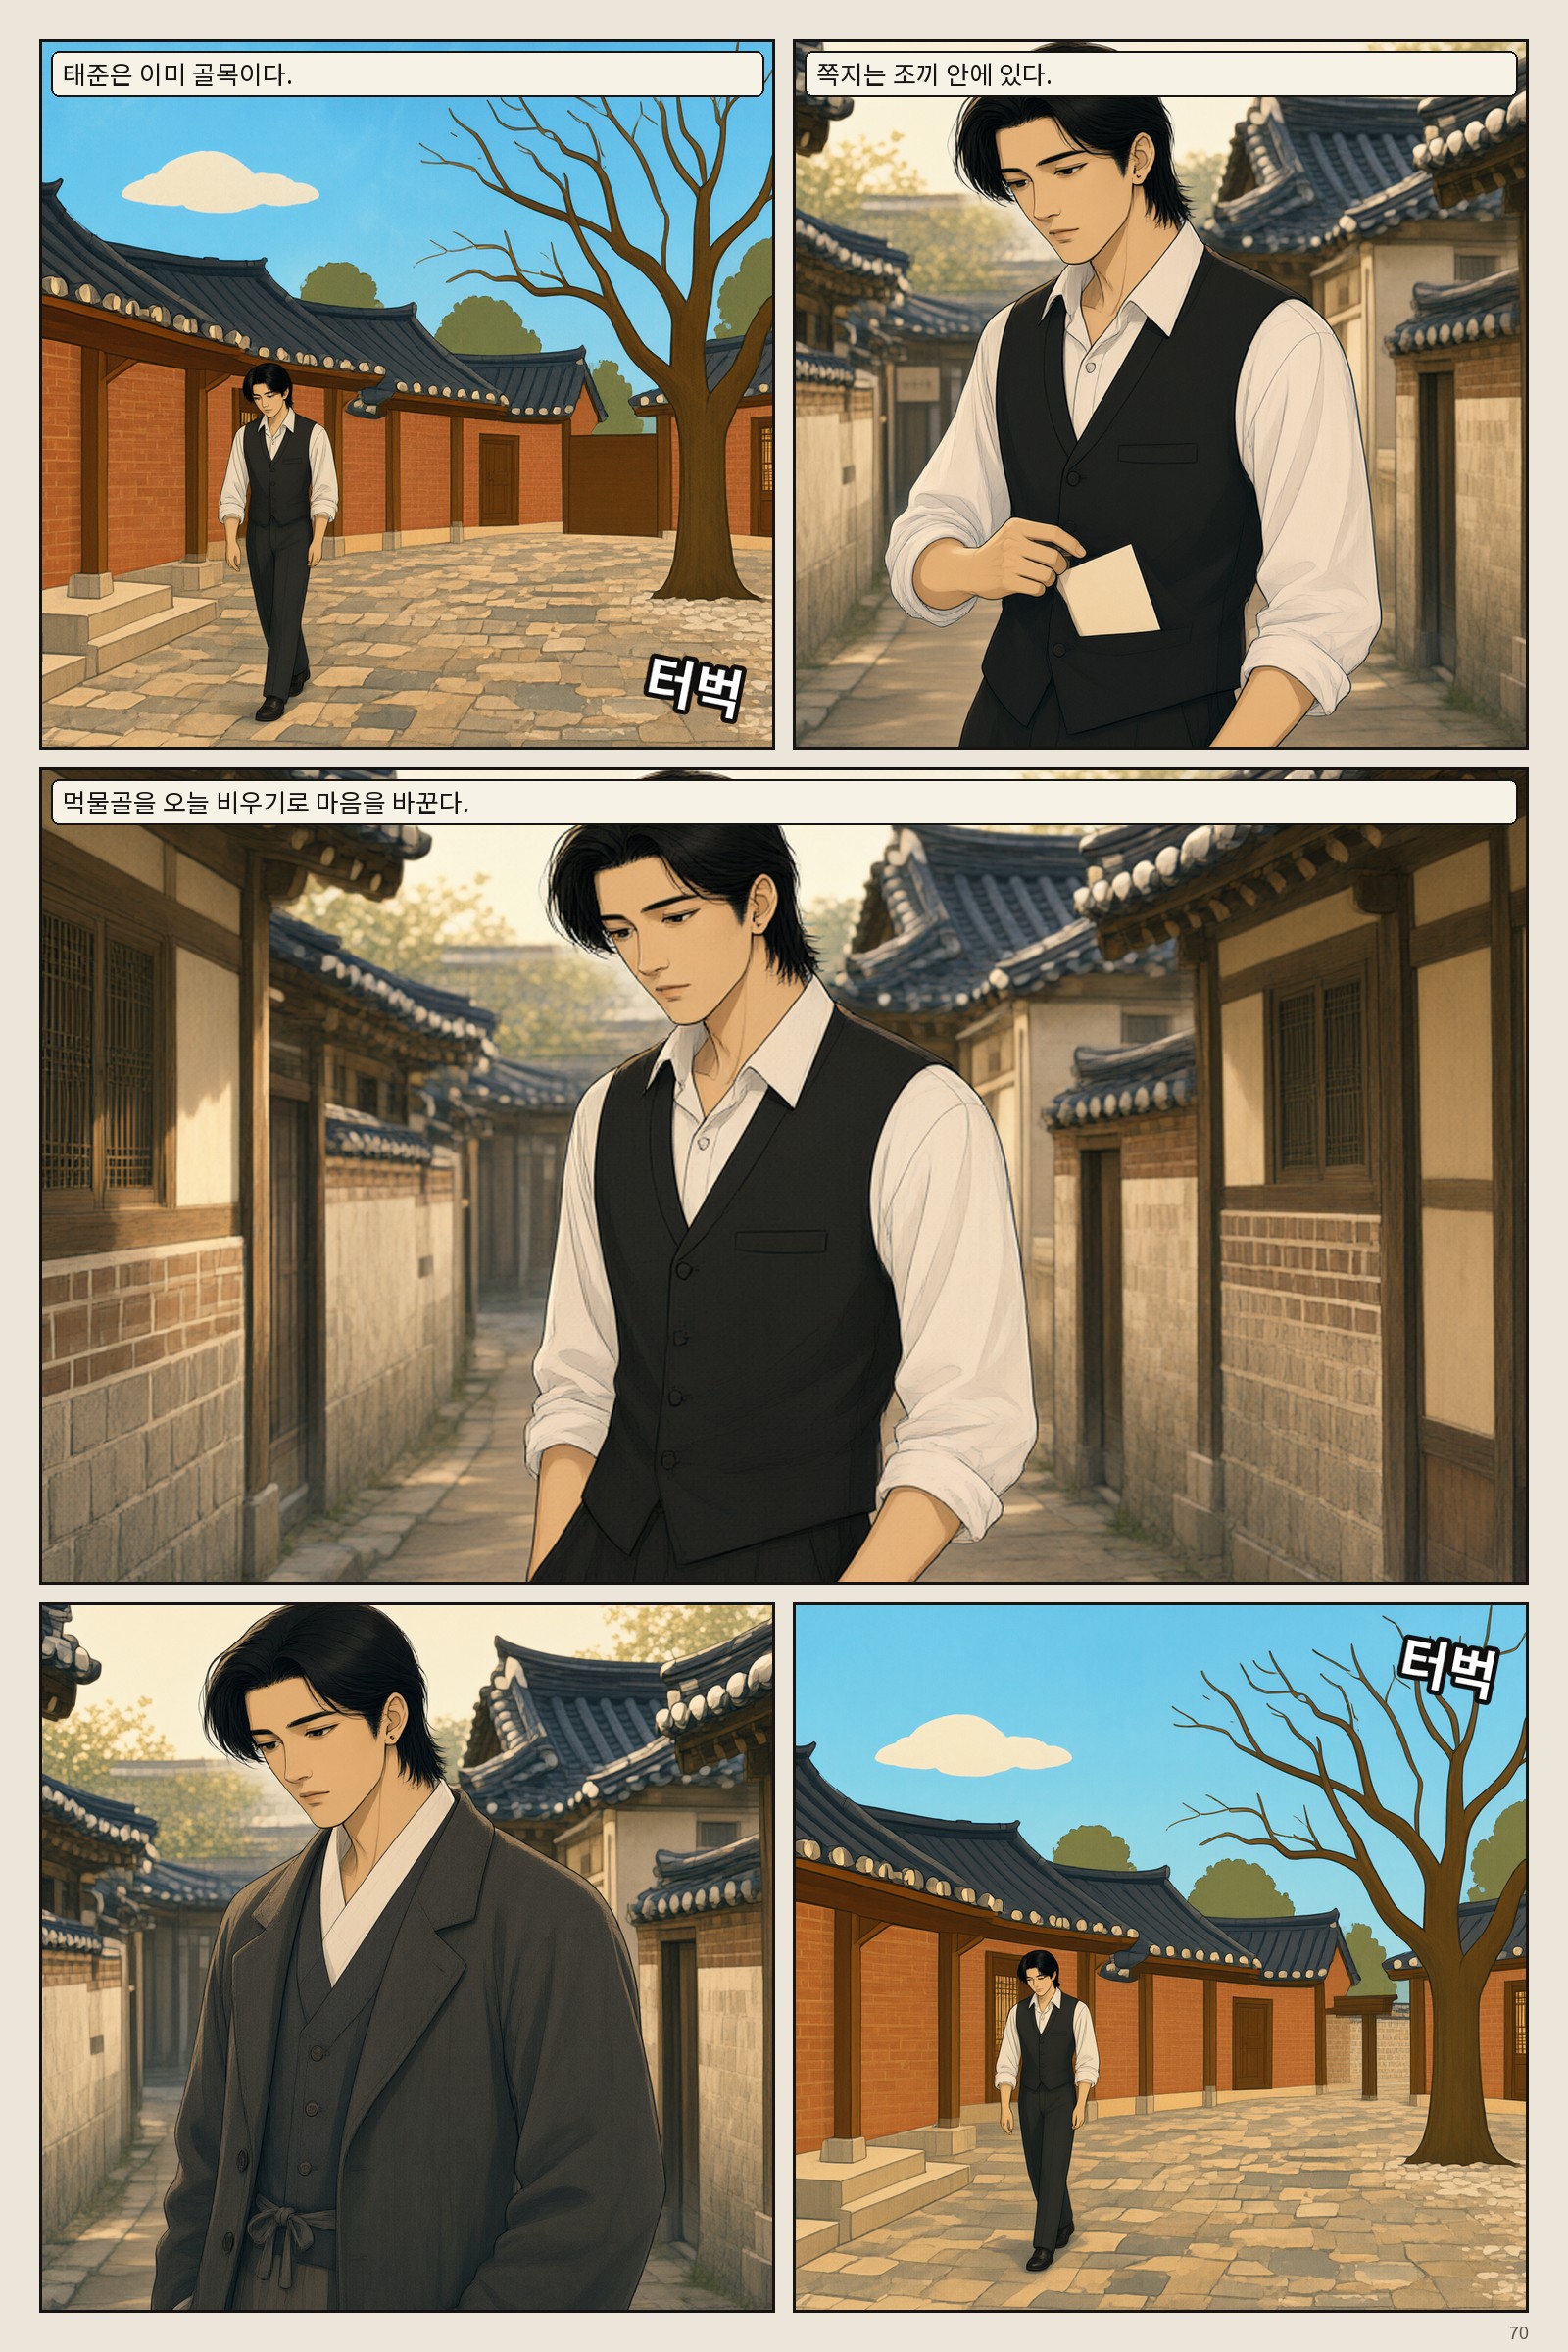 태준은 이미 골목이다.
쪽지는 조끼 안에 있다.
터벅
먹물골을 오늘 비우기로 마음을 바꾼다.
터벅
70